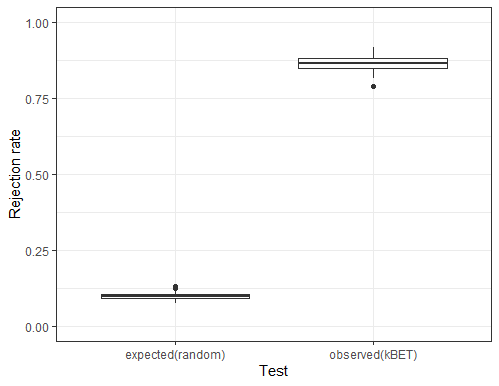 1.00
0.75
0.50
0.25
0.00
Rejection rate
expected(random)
observed(kBET)
Test